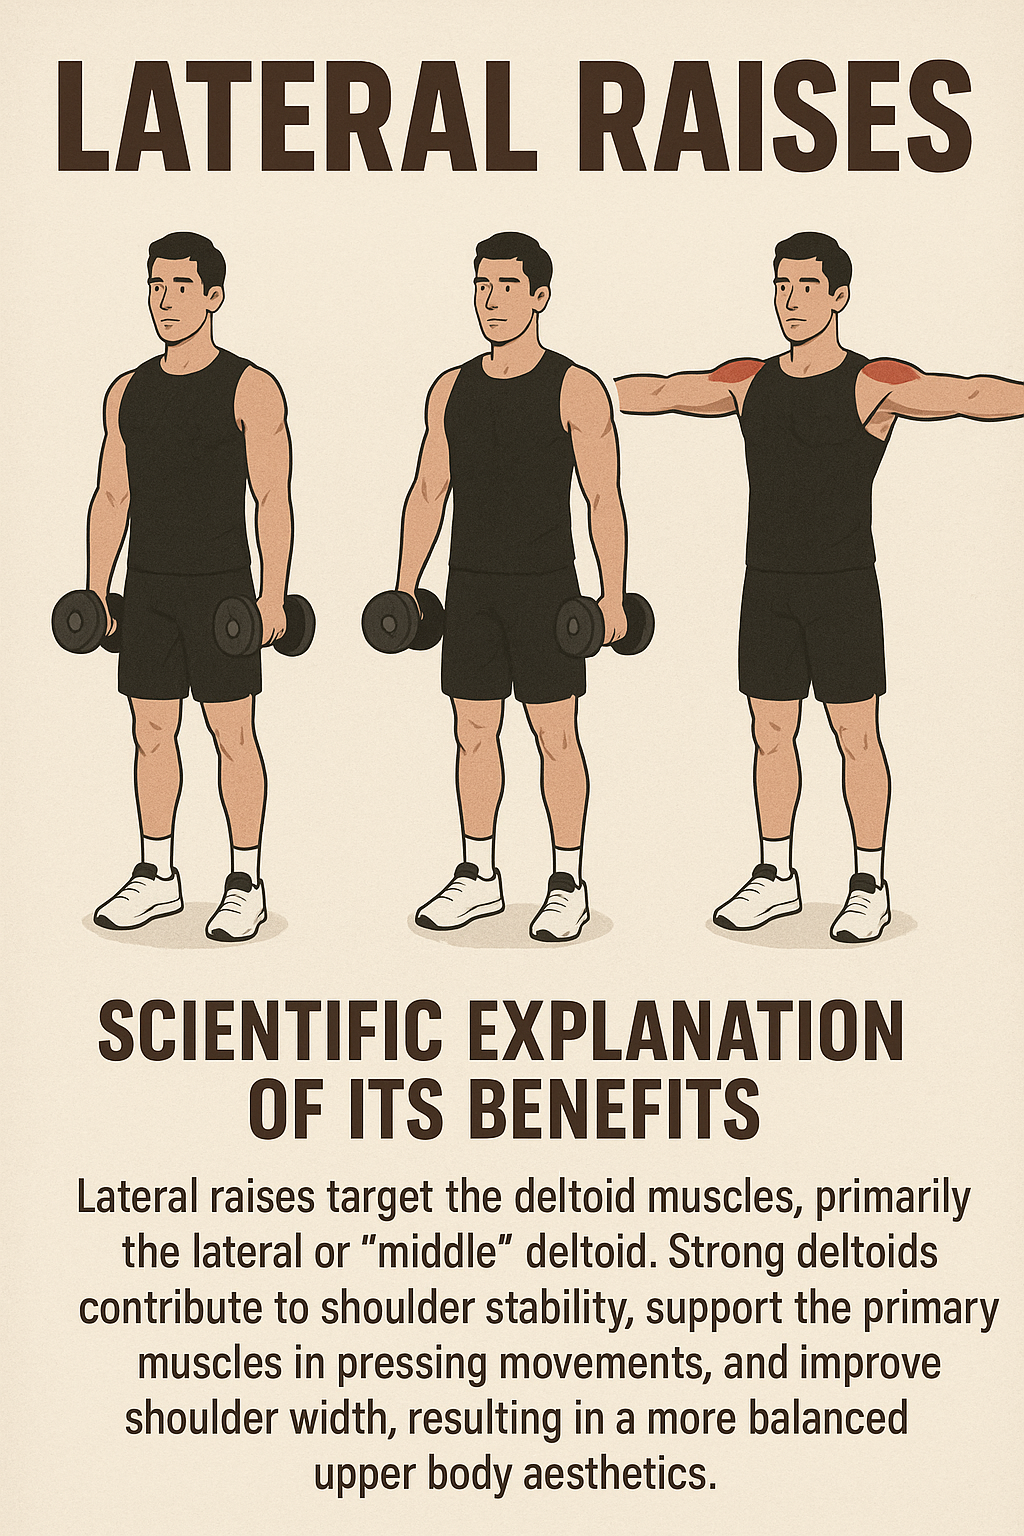 LATERAL RAISES
SCIENTIFIC EXPLANATION
OF ITS BENEFITS
Lateral raises target the deltoid muscles, primarily
the lateral or “middle” deltoid. Strong deltoids
contribute to shoulder stability, support the primary
muscles in pressing movements, and improve
shoulder width, resulting in a more balanced
upper body aesthetics.